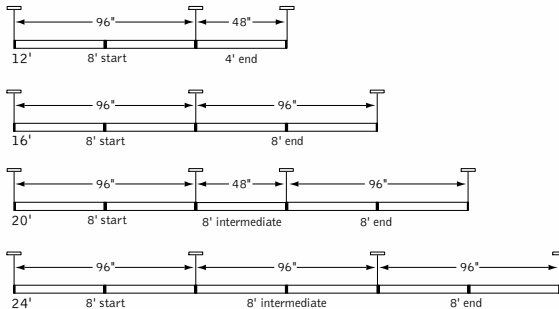 96" 48"
12' 8' start 4' end
96" 96"
16' 8' start 8' end
96" 48" 96"
20' 8' start 8' intermediate 8' end
96" 96" 96"
24' 8' start 8' intermediate 8' end